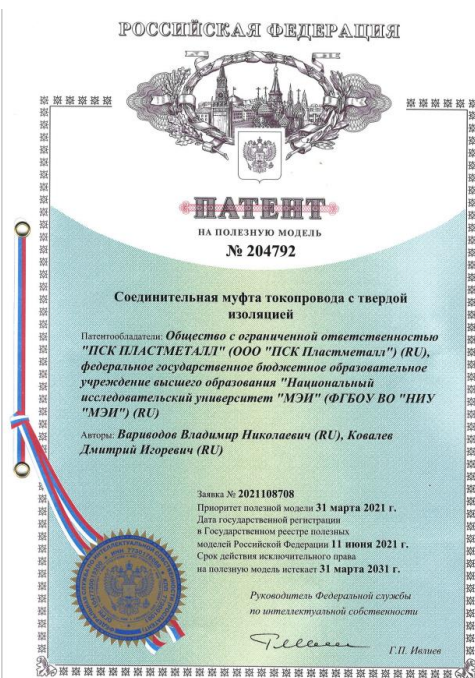 РОССИЙСКАЯ ФЕДЕРАЦИЯ
ПАТЕНТ
НА ПОЛЕЗНУЮ МОДЕЛЬ
№ 204792
Соединительная муфта токопровода с твердой
изоляцией
Патентообладатели: Общество с ограниченной ответственностью
"ПСК ПЛАСТМЕТАЛЛ" (ООО "ПСК Пластметалл") (RU),
федеральное государственное бюджетное образовательное
учреждение высшего образования "Национальный
исследовательский университет "МЭИ" (ФГБОУ ВО "НИУ
"МЭИ") (RU)
Авторы: Вариводов Владимир Николаевич (RU), Ковалев
Дмитрий Игоревич (RU)
Заявка № 2021108708
Приоритет полезной модели 31 марта 2021 г.
Дата государственной регистрации
в Государственном реестре полезных
моделей Российской Федерации 11 июня 2021 г.
Срок действия исключительного права
на полезную модель истекает 31 марта 2031 г.
Руководитель Федеральной службы
по интеллектуальной собственности
Г.П. Ивлиев